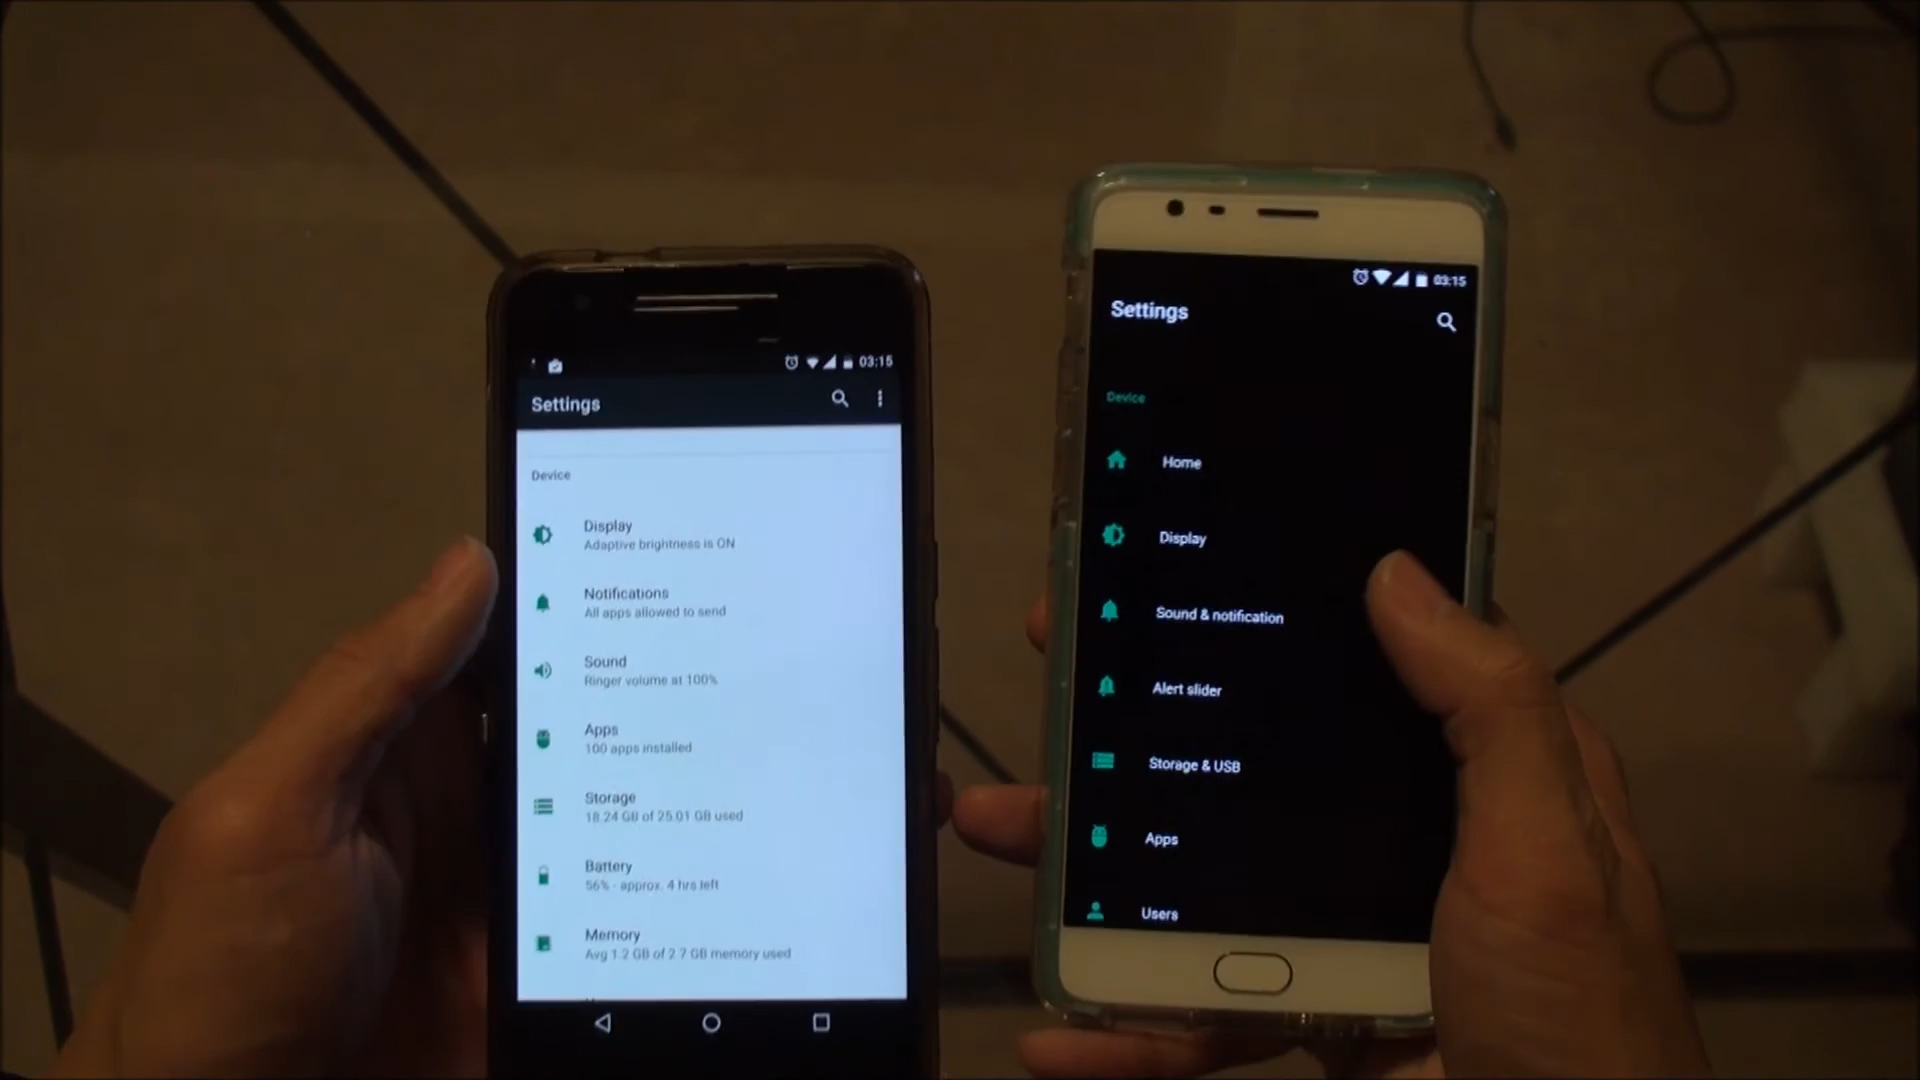 03:15
Settings
Device
Display
Adaptive brightness is ON
Notifications
All apps allowed to send
Sound
Ringer volume at 100%
Apps
100 apps installed
Storage
18.24 GB of 25.01 GB used
Battery
56% - approx. 4 hrs left
Memory
Avg 1.2 GB of 2.7 GB memory used
03:15
Settings
Device
Home
Display
Sound & notification
Alert slider
Storage & USB
Apps
Users